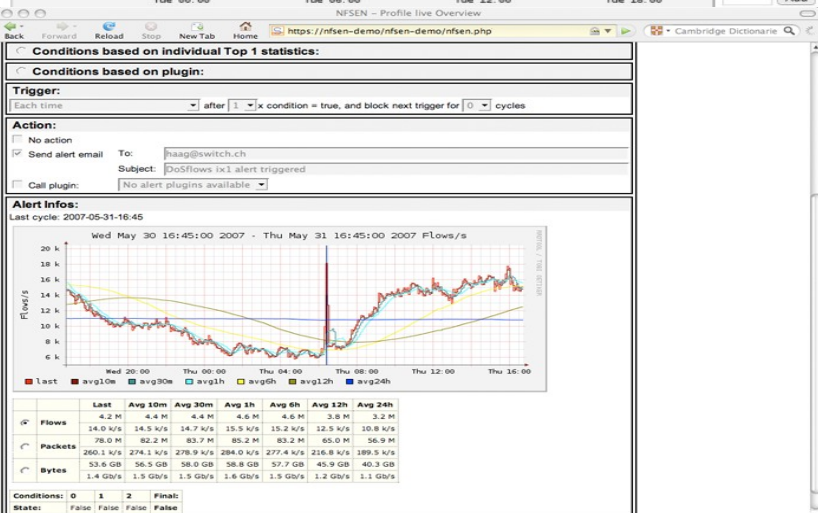 NFSEN – Profile live Overview
Back Forward Reload Stop New Tab Home https://nfsen-demo/nfsen-demo/nfsen.php Cambridge Dictionarie
Conditions based on individual Top 1 statistics:
Conditions based on plugin:
Trigger:
Each time after 1 x condition = true, and block next trigger for 0 cycles
Action:
No action
Send alert email To: haag@switch.ch
Subject: DoSflows ix1 alert triggered
Call plugin: No alert plugins available
Alert Infos:
Last cycle: 2007-05-31-16:45
Wed May 30 16:45:00 2007 - Thu May 31 16:45:00 2007 Flows/s
20 k
18 k
16 k
14 k
12 k
10 k
8 k
6 k
Flows/s
Wed 20:00 Thu 00:00 Thu 04:00 Thu 08:00 Thu 12:00 Thu 16:00
last avg10m avg30m avg1h avg6h avg12h avg24h
Last Avg 10m Avg 30m Avg 1h Avg 6h Avg 12h Avg 24h
Flows
4.2 M 4.4 M 4.4 M 4.6 M 4.6 M 3.8 M 3.2 M
14.0 k/s 14.5 k/s 14.7 k/s 15.5 k/s 15.2 k/s 12.5 k/s 10.8 k/s
Packets
78.0 M 82.2 M 83.7 M 85.2 M 83.2 M 65.0 M 56.9 M
260.1 k/s 274.1 k/s 278.9 k/s 284.0 k/s 277.4 k/s 216.8 k/s 189.5 k/s
Bytes
53.6 GB 56.5 GB 58.0 GB 58.8 GB 57.7 GB 45.9 GB 40.3 GB
1.4 Gb/s 1.5 Gb/s 1.5 Gb/s 1.6 Gb/s 1.5 Gb/s 1.2 Gb/s 1.1 Gb/s
Conditions: 0 1 2 Final:
State: False False False False